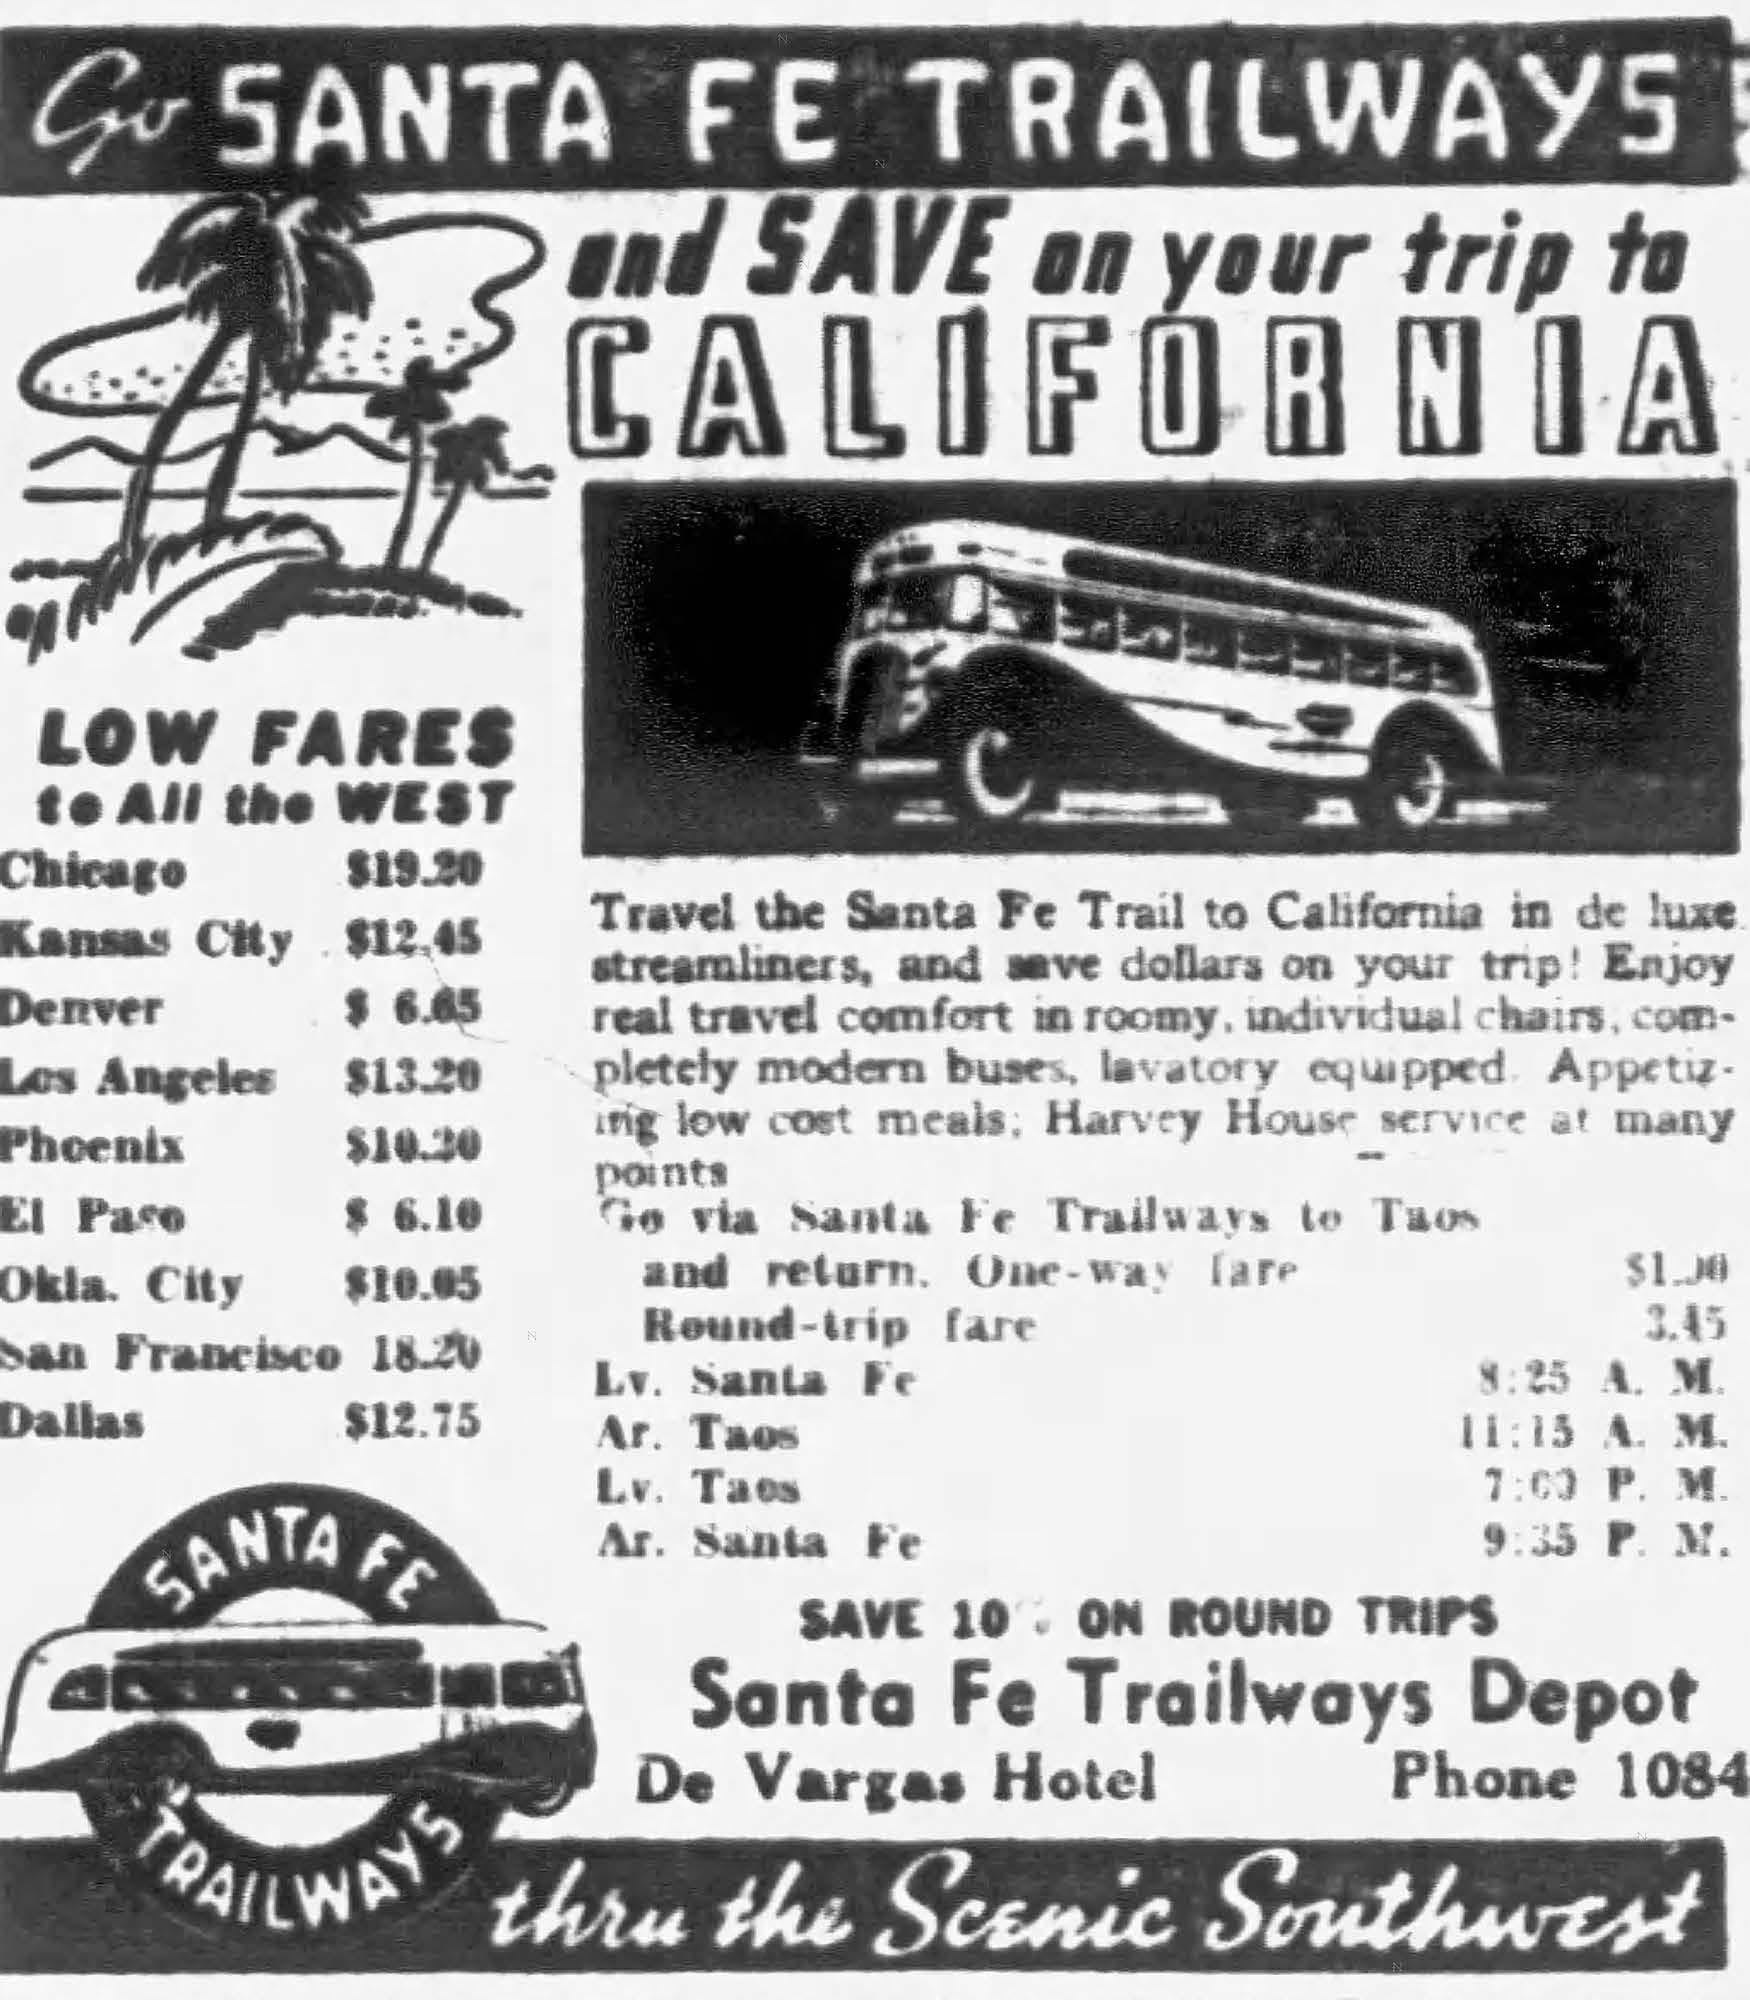 Go SANTA FE TRAILWAYS
and SAVE on your trip to
CALIFORNIA
LOW FARES
to All the WEST
Chicago $19.20
Kansas City $12.45
Denver $ 6.65
Los Angeles $13.20
Phoenix $10.20
El Paso $ 6.10
Okla. City $10.05
San Francisco 18.20
Dallas $12.75
SANTA FE
TRAILWAYS
Travel the Santa Fe Trail to California in de luxe
streamliners, and save dollars on your trip! Enjoy
real travel comfort in roomy, individual chairs, com-
pletely modern buses, lavatory equipped. Appetiz-
ing low cost meals; Harvey House service at many
points
Go via Santa Fe Trailways to Taos
and return. One-way fare
Round-trip fare 3.45
Lv. Santa Fe 8:25 A. M.
Ar. Taos 11:15 A. M.
Lv. Taos 7:00 P. M.
Ar. Santa Fe 9:35 P. M.
SAVE 10% ON ROUND TRIPS
Santa Fe Trailways Depot
De Vargas Hotel Phone 1084
thru the Scenic Southwest